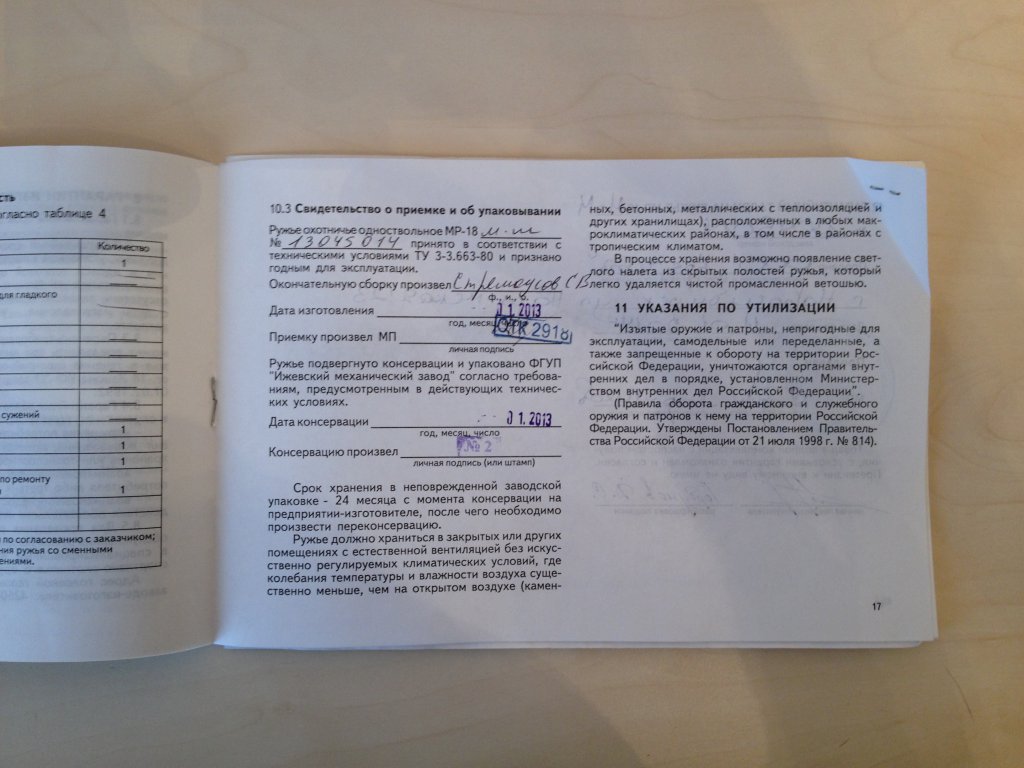 сть
огласно таблице 4
Количество
1
для гладкого
сужений
1
1
1
по ремонту
1
по согласованию с заказчиком;
ния ружья со сменными
ениями.
10.3 Свидетельство о приемке и об упаковывании
Ружье охотничье одноствольное МР-18 м-м
№ 13045014 принято в соответствии с
техническими условиями ТУ 3-3.663-80 и признано
годным для эксплуатации.
Окончательную сборку произвел Стремоусов С В
ф., и., о.
Дата изготовления 01.2013
год, месяц, число
СТК 2918
Приемку произвел МП
личная подпись
Ружье подвергнуто консервации и упаковано ФГУП
"Ижевский механический завод" согласно требова-
ниям, предусмотренным в действующих техничес-
ких условиях.
Дата консервации 01.2013
год, месяц, число
Консервацию произвел № 2
личная подпись (или штамп)
Срок хранения в неповрежденной заводской
упаковке - 24 месяца с момента консервации на
предприятии-изготовителе, после чего необходимо
произвести переконсервацию.
Ружье должно храниться в закрытых или других
помещениях с естественной вентиляцией без искус-
ственно регулируемых климатических условий, где
колебания температуры и влажности воздуха суще-
ственно меньше, чем на открытом воздухе (камен-
ных, бетонных, металлических с теплоизоляцией и
других хранилищах), расположенных в любых мак-
роклиматических районах, в том числе в районах с
тропическим климатом.
В процессе хранения возможно появление свет-
лого налета из скрытых полостей ружья, который
легко удаляется чистой промасленной ветошью.
11 УКАЗАНИЯ ПО УТИЛИЗАЦИИ
"Изъятые оружие и патроны, непригодные для
эксплуатации, самодельные или переделанные, а
также запрещенные к обороту на территории Рос-
сийской Федерации, уничтожаются органами внут-
ренних дел в порядке, установленном Министер-
ством внутренних дел Российской Федерации".
(Правила оборота гражданского и служебного
оружия и патронов к нему на территории Российской
Федерации. Утверждены Постановлением Правитель-
ства Российской Федерации от 21 июля 1998 г. № 814).
17